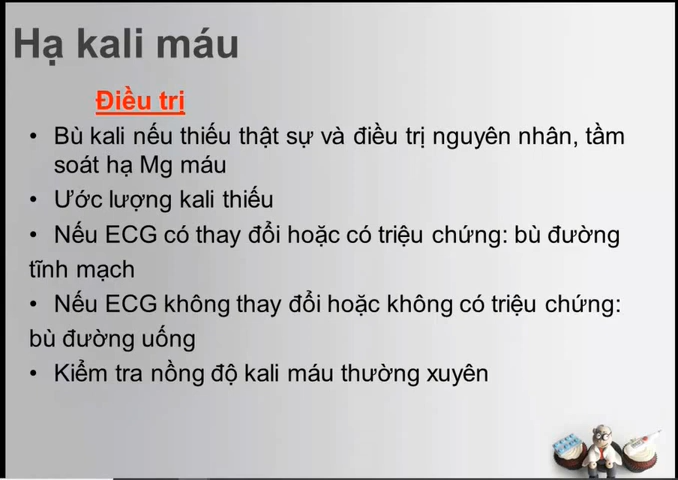 Hạ kali máu
Điều trị
• Bù kali nếu thiếu thật sự và điều trị nguyên nhân, tầm
soát hạ Mg máu
• Ước lượng kali thiếu
• Nếu ECG có thay đổi hoặc có triệu chứng: bù đường
tĩnh mạch
• Nếu ECG không thay đổi hoặc không có triệu chứng:
bù đường uống
• Kiểm tra nồng độ kali máu thường xuyên